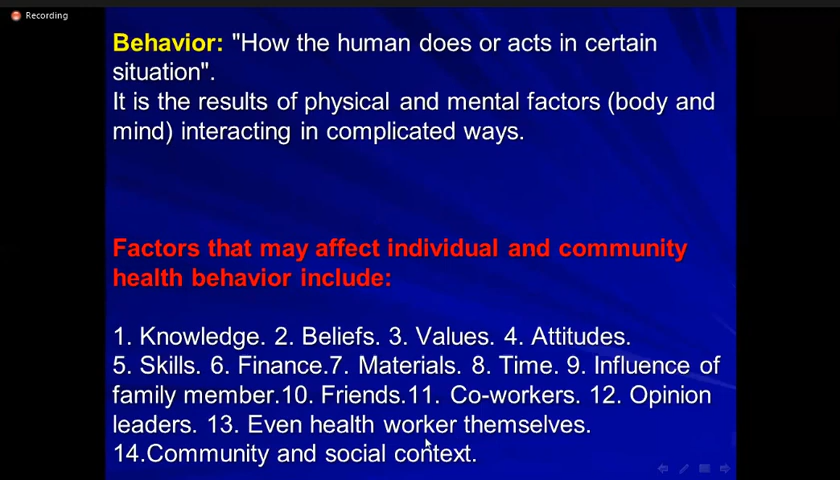 Recording
Behavior: "How the human does or acts in certain
situation".
It is the results of physical and mental factors (body and
mind) interacting in complicated ways.
Factors that may affect individual and community
health behavior include:
1. Knowledge. 2. Beliefs. 3. Values. 4. Attitudes.
5. Skills. 6. Finance.7. Materials. 8. Time. 9. Influence of
family member.10. Friends.11. Co-workers. 12. Opinion
leaders. 13. Even health worker themselves.
14.Community and social context.